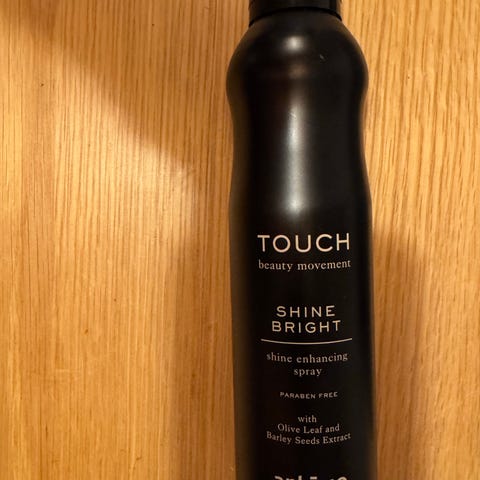 TOUCH
beauty movement
SHINE
BRIGHT
shine enhancing
spray
PARABEN FREE
with
Olive Leaf and
Barley Seeds Extract